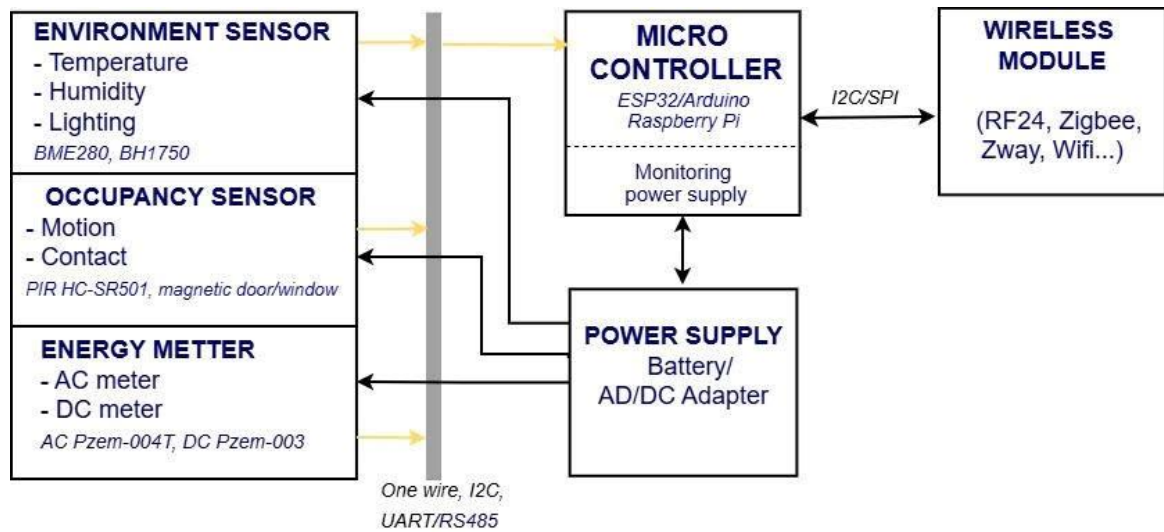 ENVIRONMENT SENSOR
- Temperature
- Humidity
- Lighting
BME280, BH1750
OCCUPANCY SENSOR
- Motion
- Contact
PIR HC-SR501, magnetic door/window
ENERGY METTER
- AC meter
- DC meter
AC Pzem-004T, DC Pzem-003
One wire, I2C,
UART/RS485
MICRO
CONTROLLER
ESP32/Arduino
Raspberry Pi
Monitoring
power supply
POWER SUPPLY
Battery/
AD/DC Adapter
I2C/SPI
WIRELESS
MODULE
(RF24, Zigbee,
Zway, Wifi...)